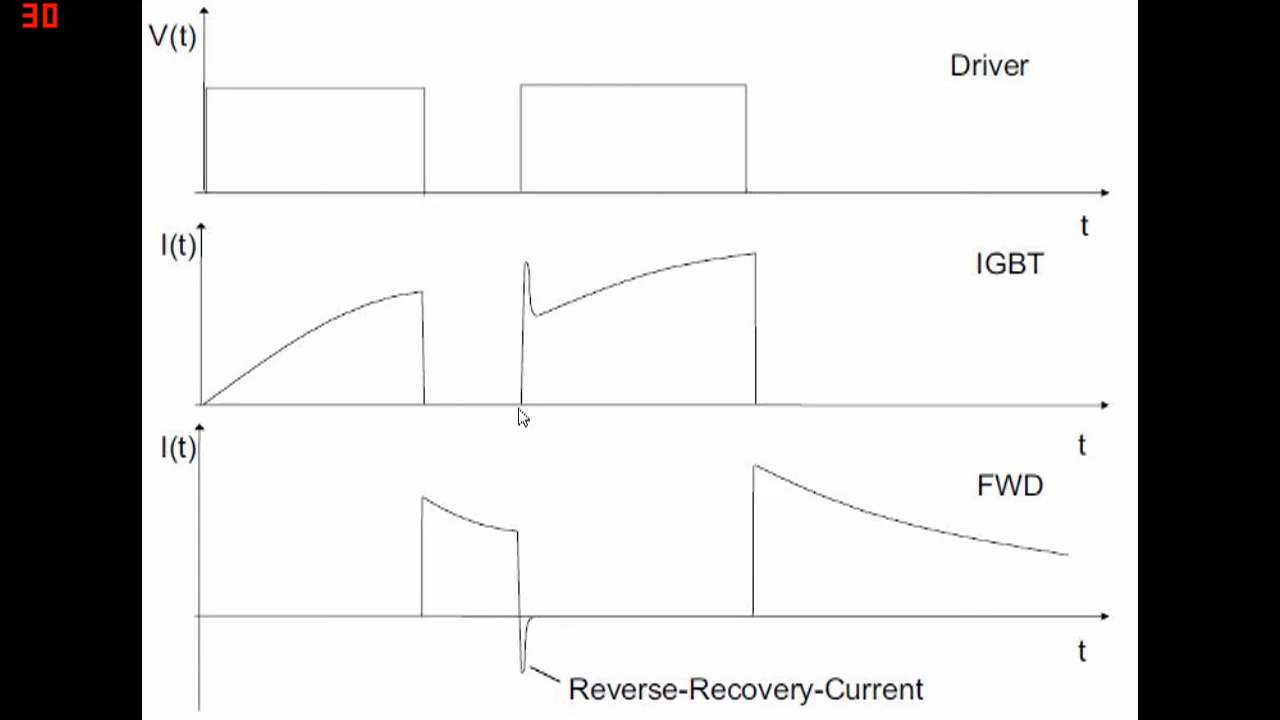 30
V(t)
Driver
t
I(t)
IGBT
t
I(t)
FWD
t
Reverse-Recovery-Current